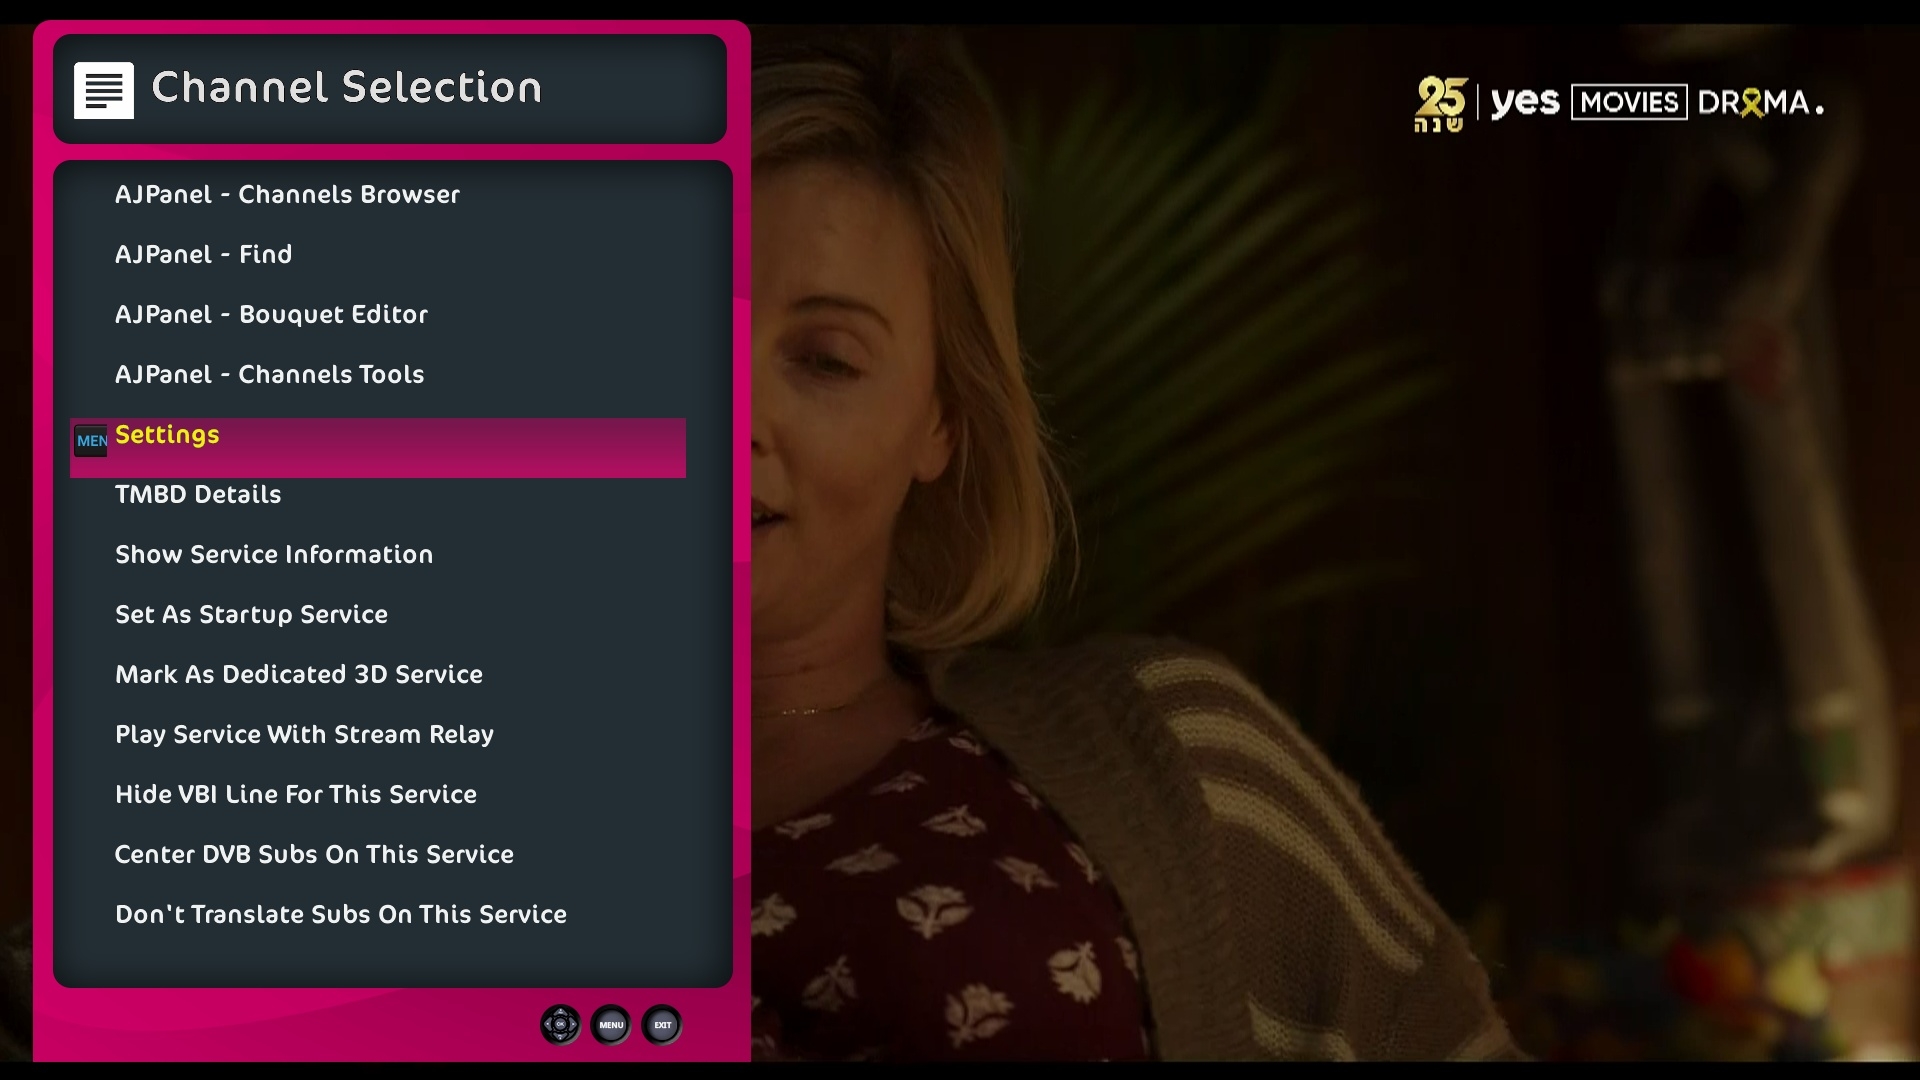 Channel Selection
AJPanel - Channels Browser
AJPanel - Find
AJPanel - Bouquet Editor
AJPanel - Channels Tools
MEN Settings
TMBD Details
Show Service Information
Set As Startup Service
Mark As Dedicated 3D Service
Play Service With Stream Relay
Hide VBI Line For This Service
Center DVB Subs On This Service
Don't Translate Subs On This Service
OK MENU EXIT
25 שנה yes MOVIES DRAMA.